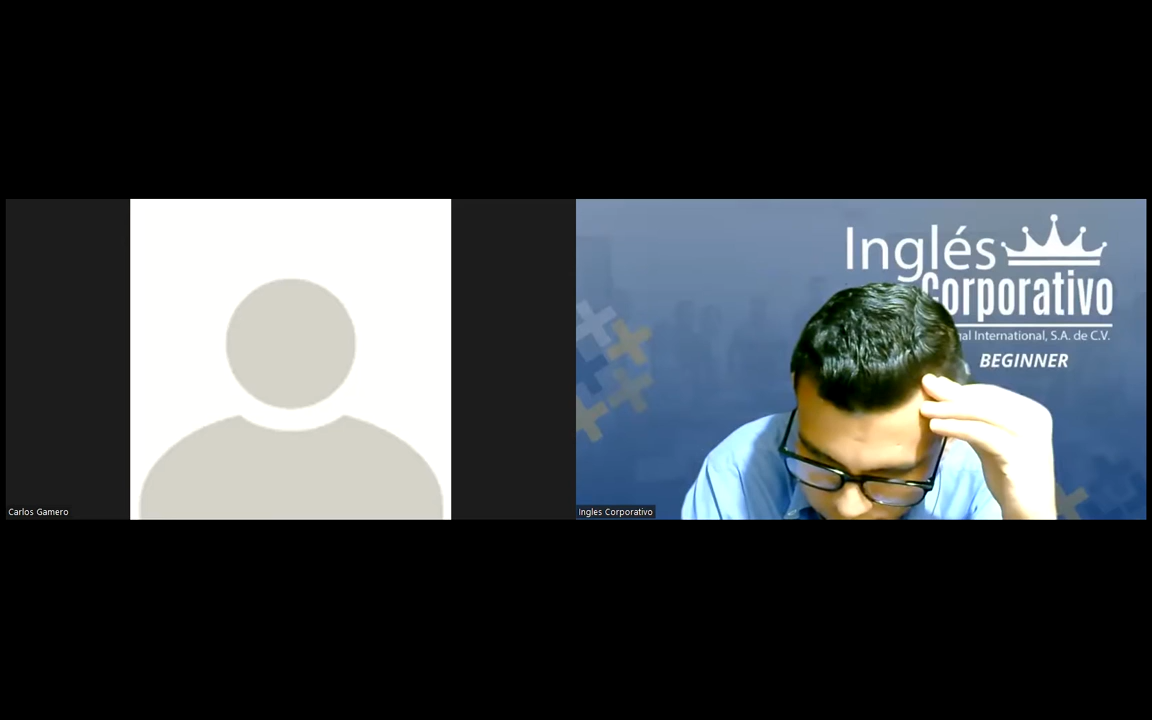 Inglés
Corporativo
nal International, S.A. de C.V.
BEGINNER
Carlos Gamero
Ingles Corporativo